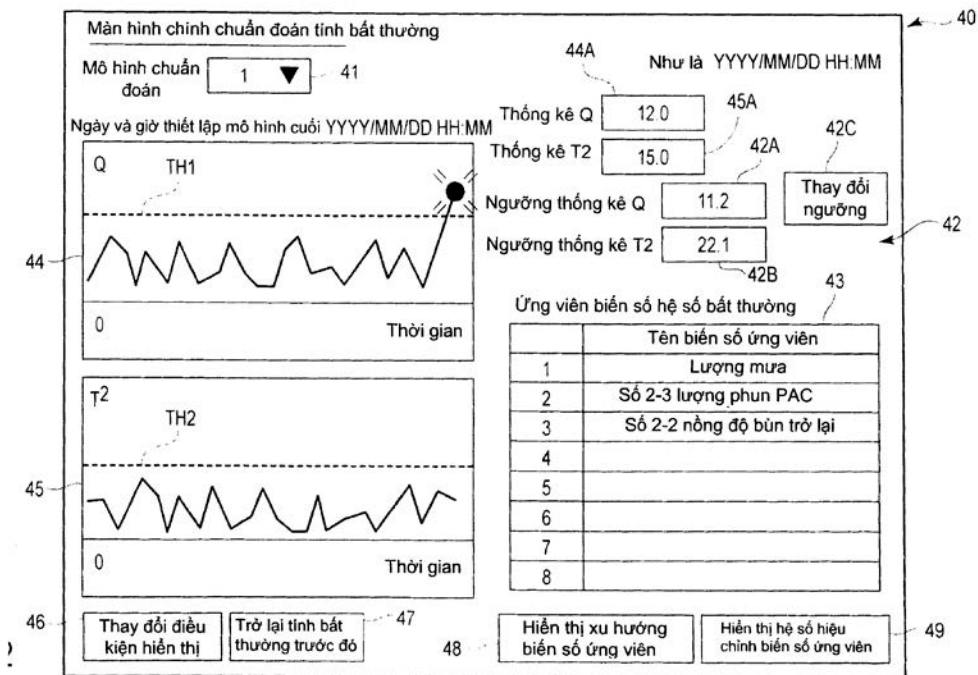 Màn hình chính chuẩn đoán tính bất thường
40
Mô hình chuẩn đoán
1
41
Như là YYYY/MM/DD HH:MM
44A
Thống kê Q
12.0
45A
Ngày và giờ thiết lập mô hình cuối YYYY/MM/DD HH:MM
Thống kê T2
15.0
42A
42C
Q
TH1
Ngưỡng thống kê Q
11.2
Thay đổi
ngưỡng
42
Ngưỡng thống kê T2
22.1
42B
44
0
Thời gian
Ứng viên biến số hệ số bất thường
43
Tên biến số ứng viên
1
Lượng mưa
2
Số 2-3 lượng phun PAC
3
Số 2-2 nồng độ bùn trở lại
4
5
6
7
8
T2
TH2
45
0
Thời gian
46
Thay đổi điều
kiện hiển thị
Trở lại tính bất
thường trước đó
47
48
Hiển thị xu hướng
biến số ứng viên
Hiển thị hệ số hiệu
chỉnh biến số ứng viên
49